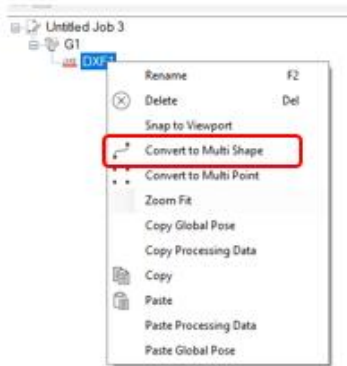 Untitled Job 3
G1
DXF1
Rename F2
Delete Del
Snap to Viewport
Convert to Multi Shape
Convert to Multi Point
Zoom Fit
Copy Global Pose
Copy Processing Data
Copy
Paste
Paste Processing Data
Paste Global Pose